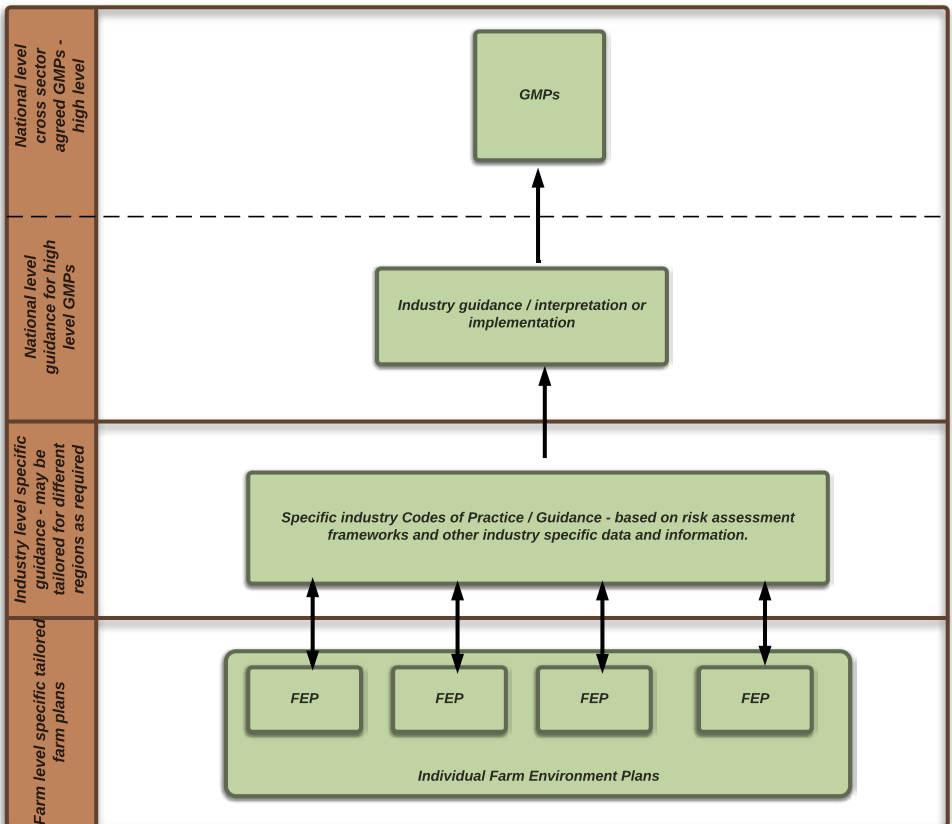 National level
cross sector
agreed GMPs -
high level
GMPs
National level
guidance for high
level GMPs
Industry guidance / interpretation or
implementation
Industry level specific
guidance - may be
tailored for different
regions as required
Specific industry Codes of Practice / Guidance - based on risk assessment
frameworks and other industry specific data and information.
Farm level specific tailored
farm plans
FEP
FEP
FEP
FEP
Individual Farm Environment Plans